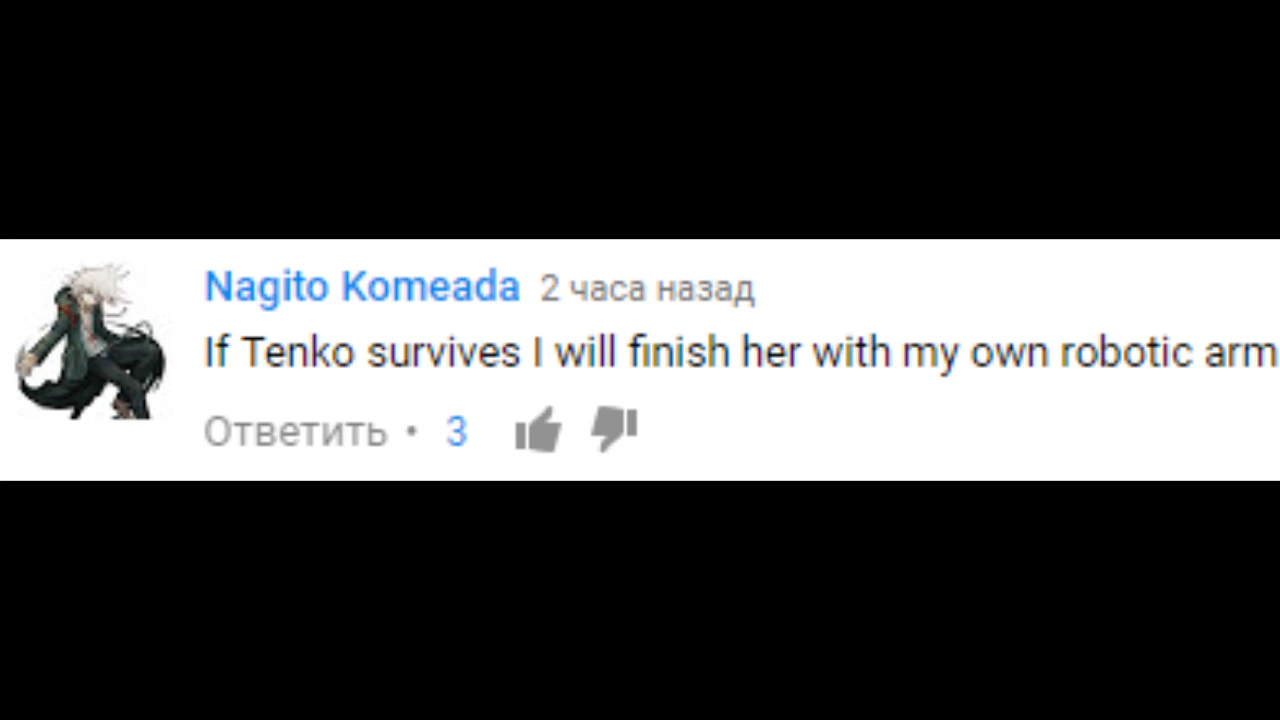 Nagito Komeada 2 часа назад
If Tenko survives I will finish her with my own robotic arm
Ответить • 3